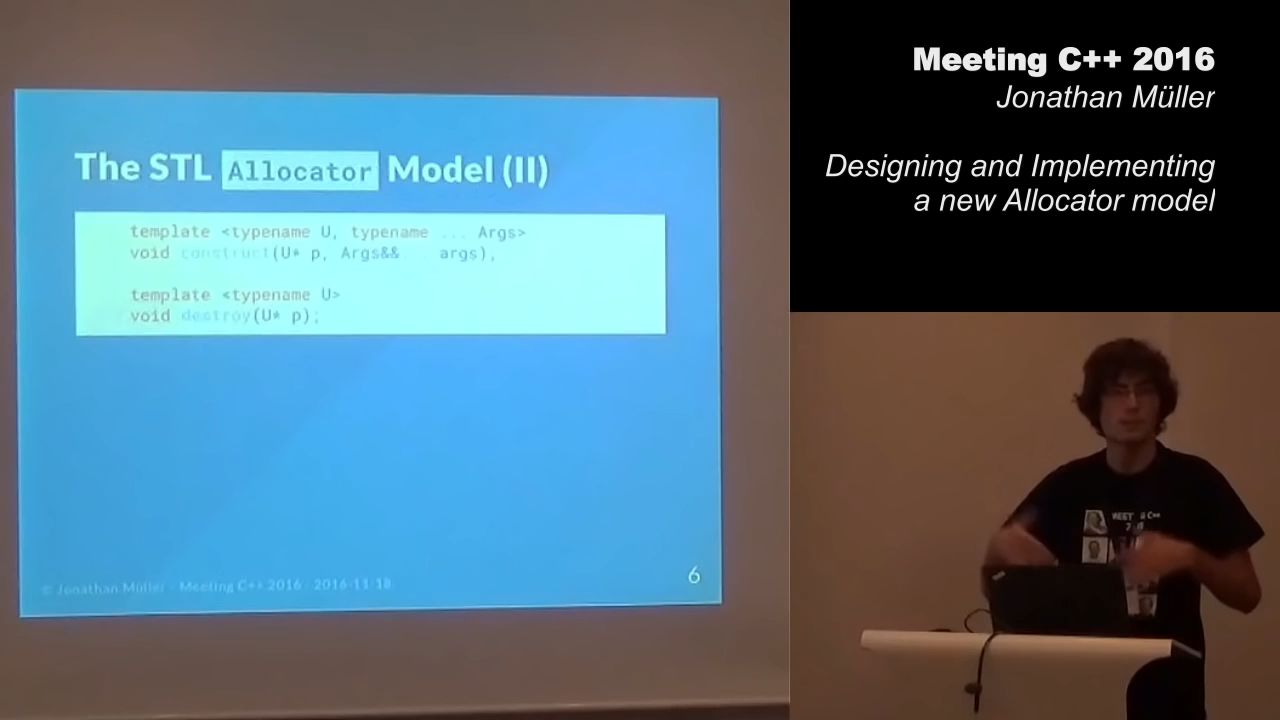 The STL Allocator Model (II)
template <typename U, typename ... Args>
void construct(U* p, Args&&... args);
template <typename U>
void destroy(U* p);
© Jonathan Müller - Meeting C++ 2016 - 2016-11-18
6
Meeting C++ 2016
Jonathan Müller
Designing and Implementing
a new Allocator model
MEETING C++